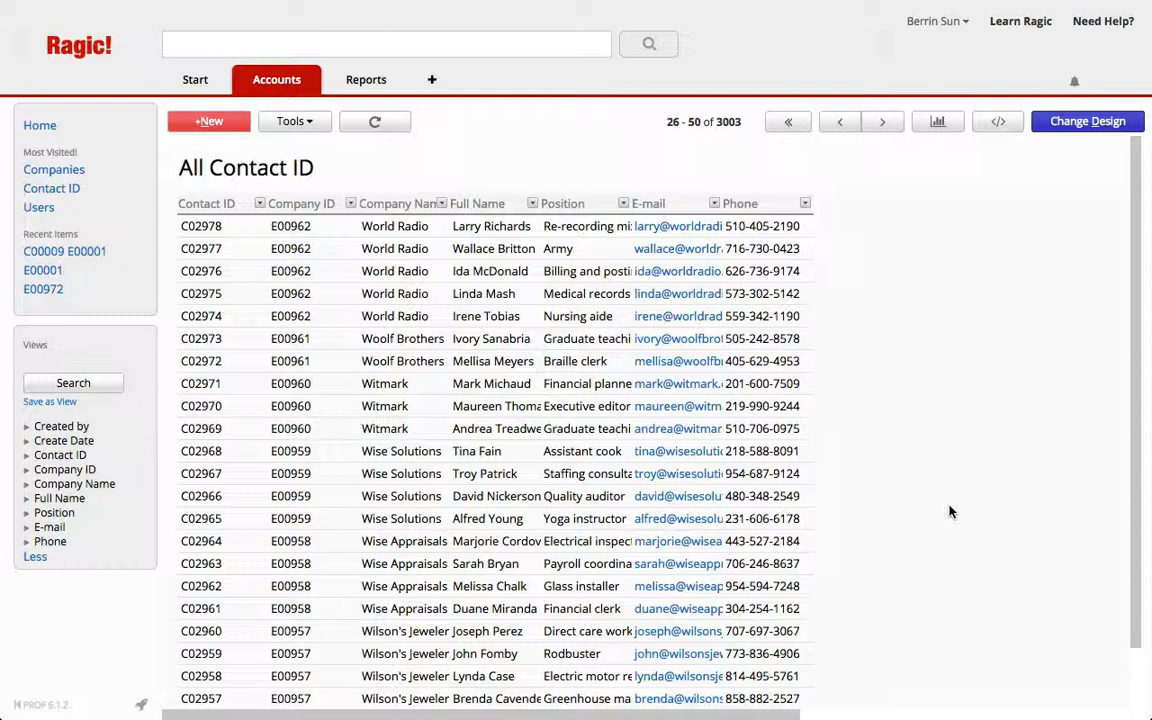 Berrin Sun Learn Ragic Need Help?
Ragic!
Start Accounts Reports
+New Tools 26 - 50 of 3003 Change Design
Home
Most Visited!
Companies
Contact ID
Users
Recent Items
C00009 E00001
E00001
E00972
Views
Search
Save as View
Created by
Create Date
Contact ID
Company ID
Company Name
Full Name
Position
E-mail
Phone
Less
PROF 6.1.2
All Contact ID
Contact ID Company ID Company Nam Full Name Position E-mail Phone
C02978 E00962 World Radio Larry Richards Re-recording mi larry@worldradi 510-405-2190
C02977 E00962 World Radio Wallace Britton Army wallace@worldr 716-730-0423
C02976 E00962 World Radio Ida McDonald Billing and posti ida@worldradio. 626-736-9174
C02975 E00962 World Radio Linda Mash Medical records linda@worldrad 573-302-5142
C02974 E00962 World Radio Irene Tobias Nursing aide irene@worldrad 559-342-1190
C02973 E00961 Woolf Brothers Ivory Sanabria Graduate teachi ivory@woolfbro 505-242-8578
C02972 E00961 Woolf Brothers Mellisa Meyers Braille clerk mellisa@woolfb 405-629-4953
C02971 E00960 Witmark Mark Michaud Financial planne mark@witmark. 201-600-7509
C02970 E00960 Witmark Maureen Thoma Executive editor maureen@witm 219-990-9244
C02969 E00960 Witmark Andrea Treadwe Graduate teachi andrea@witmar 510-706-0975
C02968 E00959 Wise Solutions Tina Fain Assistant cook tina@wisesoluti 218-588-8091
C02967 E00959 Wise Solutions Troy Patrick Staffing consulta troy@wisesoluti 954-687-9124
C02966 E00959 Wise Solutions David Nickerson Quality auditor david@wisesolu 480-348-2549
C02965 E00959 Wise Solutions Alfred Young Yoga instructor alfred@wisesolu 231-606-6178
C02964 E00958 Wise Appraisals Marjorie Cordov Electrical inspec marjorie@wisea 443-527-2184
C02963 E00958 Wise Appraisals Sarah Bryan Payroll coordina sarah@wiseappr 706-246-8637
C02962 E00958 Wise Appraisals Melissa Chalk Glass installer melissa@wiseap 954-594-7248
C02961 E00958 Wise Appraisals Duane Miranda Financial clerk duane@wiseapp 304-254-1162
C02960 E00957 Wilson's Jeweler Joseph Perez Direct care work joseph@wilsons 707-697-3067
C02959 E00957 Wilson's Jeweler John Fomby Rodbuster john@wilsonsjev 773-836-4906
C02958 E00957 Wilson's Jeweler Lynda Case Electric motor re lynda@wilsonsje 814-495-5761
C02957 E00957 Wilson's Jeweler Brenda Cavende Greenhouse ma brenda@wilsons 858-882-2527